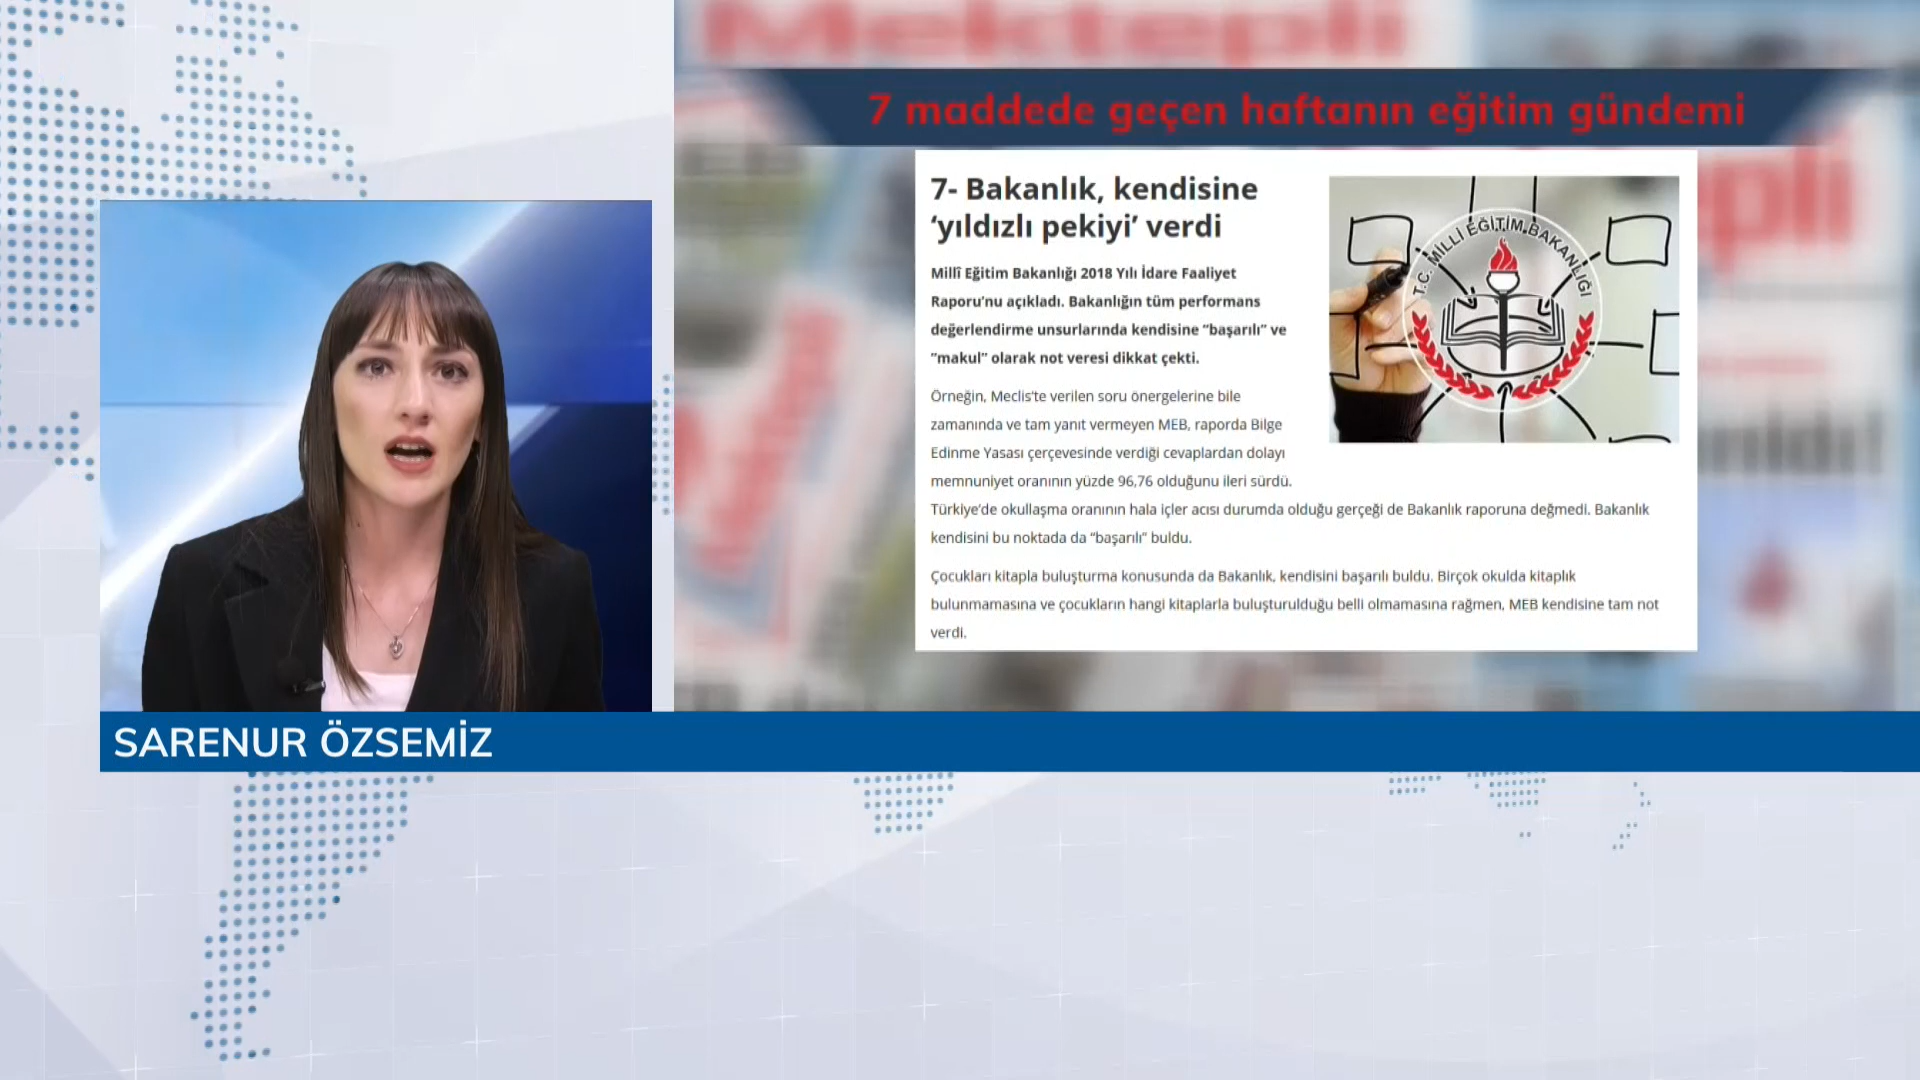 Mektepli
7 maddede geçen haftanın eğitim gündemi
7- Bakanlık, kendisine
‘yıldızlı pekiyi’ verdi
Millî Eğitim Bakanlığı 2018 Yılı İdare Faaliyet
Raporu’nu açıkladı. Bakanlığın tüm performans
değerlendirme unsurlarında kendisine “başarılı” ve
“makul” olarak not veresi dikkat çekti.
T.C. MİLLİ EĞİTİM BAKANLIĞI
Örneğin, Meclis’te verilen soru önergelerine bile
zamanında ve tam yanıt vermeyen MEB, raporda Bilge
Edinme Yasası çerçevesinde verdiği cevaplardan dolayı
memnuniyet oranının yüzde 96,76 olduğunu ileri sürdü.
Türkiye’de okullaşma oranının hala içler acısı durumda olduğu gerçeği de Bakanlık raporuna değmedi. Bakanlık
kendisini bu noktada da “başarılı” buldu.
Çocukları kitapla buluşturma konusunda da Bakanlık, kendisini başarılı buldu. Birçok okulda kitaplık
bulunmamasına ve çocukların hangi kitaplarla buluşturulduğu belli olmamasına rağmen, MEB kendisine tam not
verdi.
SARENUR ÖZSEMİZ